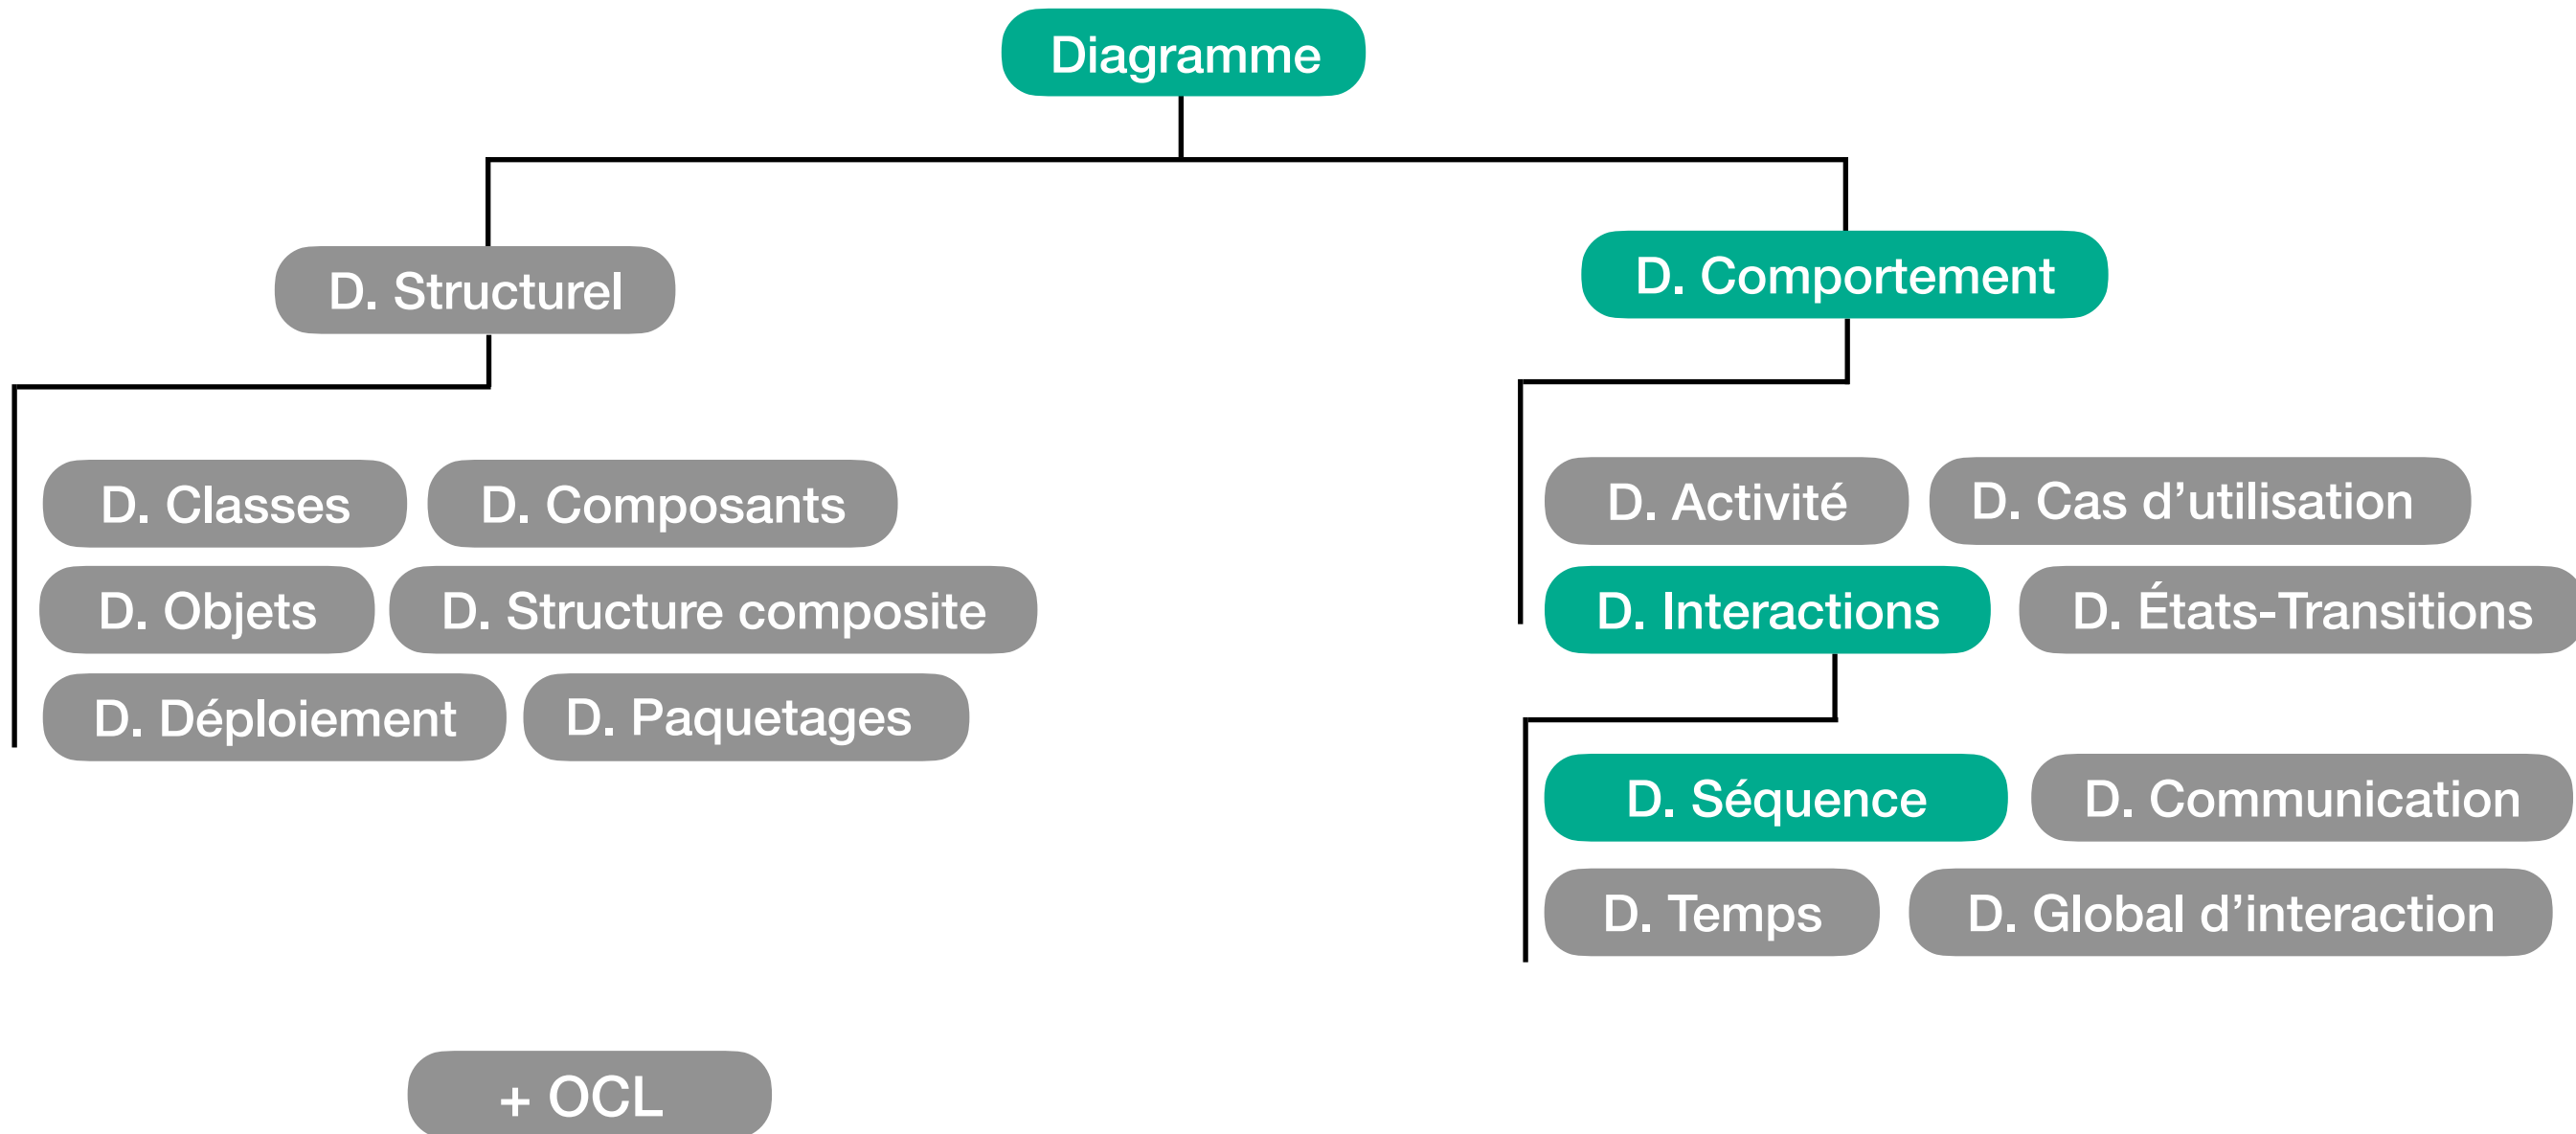 Diagramme
D. Structurel
D. Comportement
D. Classes
D. Composants
D. Objets
D. Structure composite
D. Déploiement
D. Paquetages
D. Activité
D. Cas d’utilisation
D. Interactions
D. États-Transitions
D. Séquence
D. Communication
D. Temps
D. Global d’interaction
+ OCL